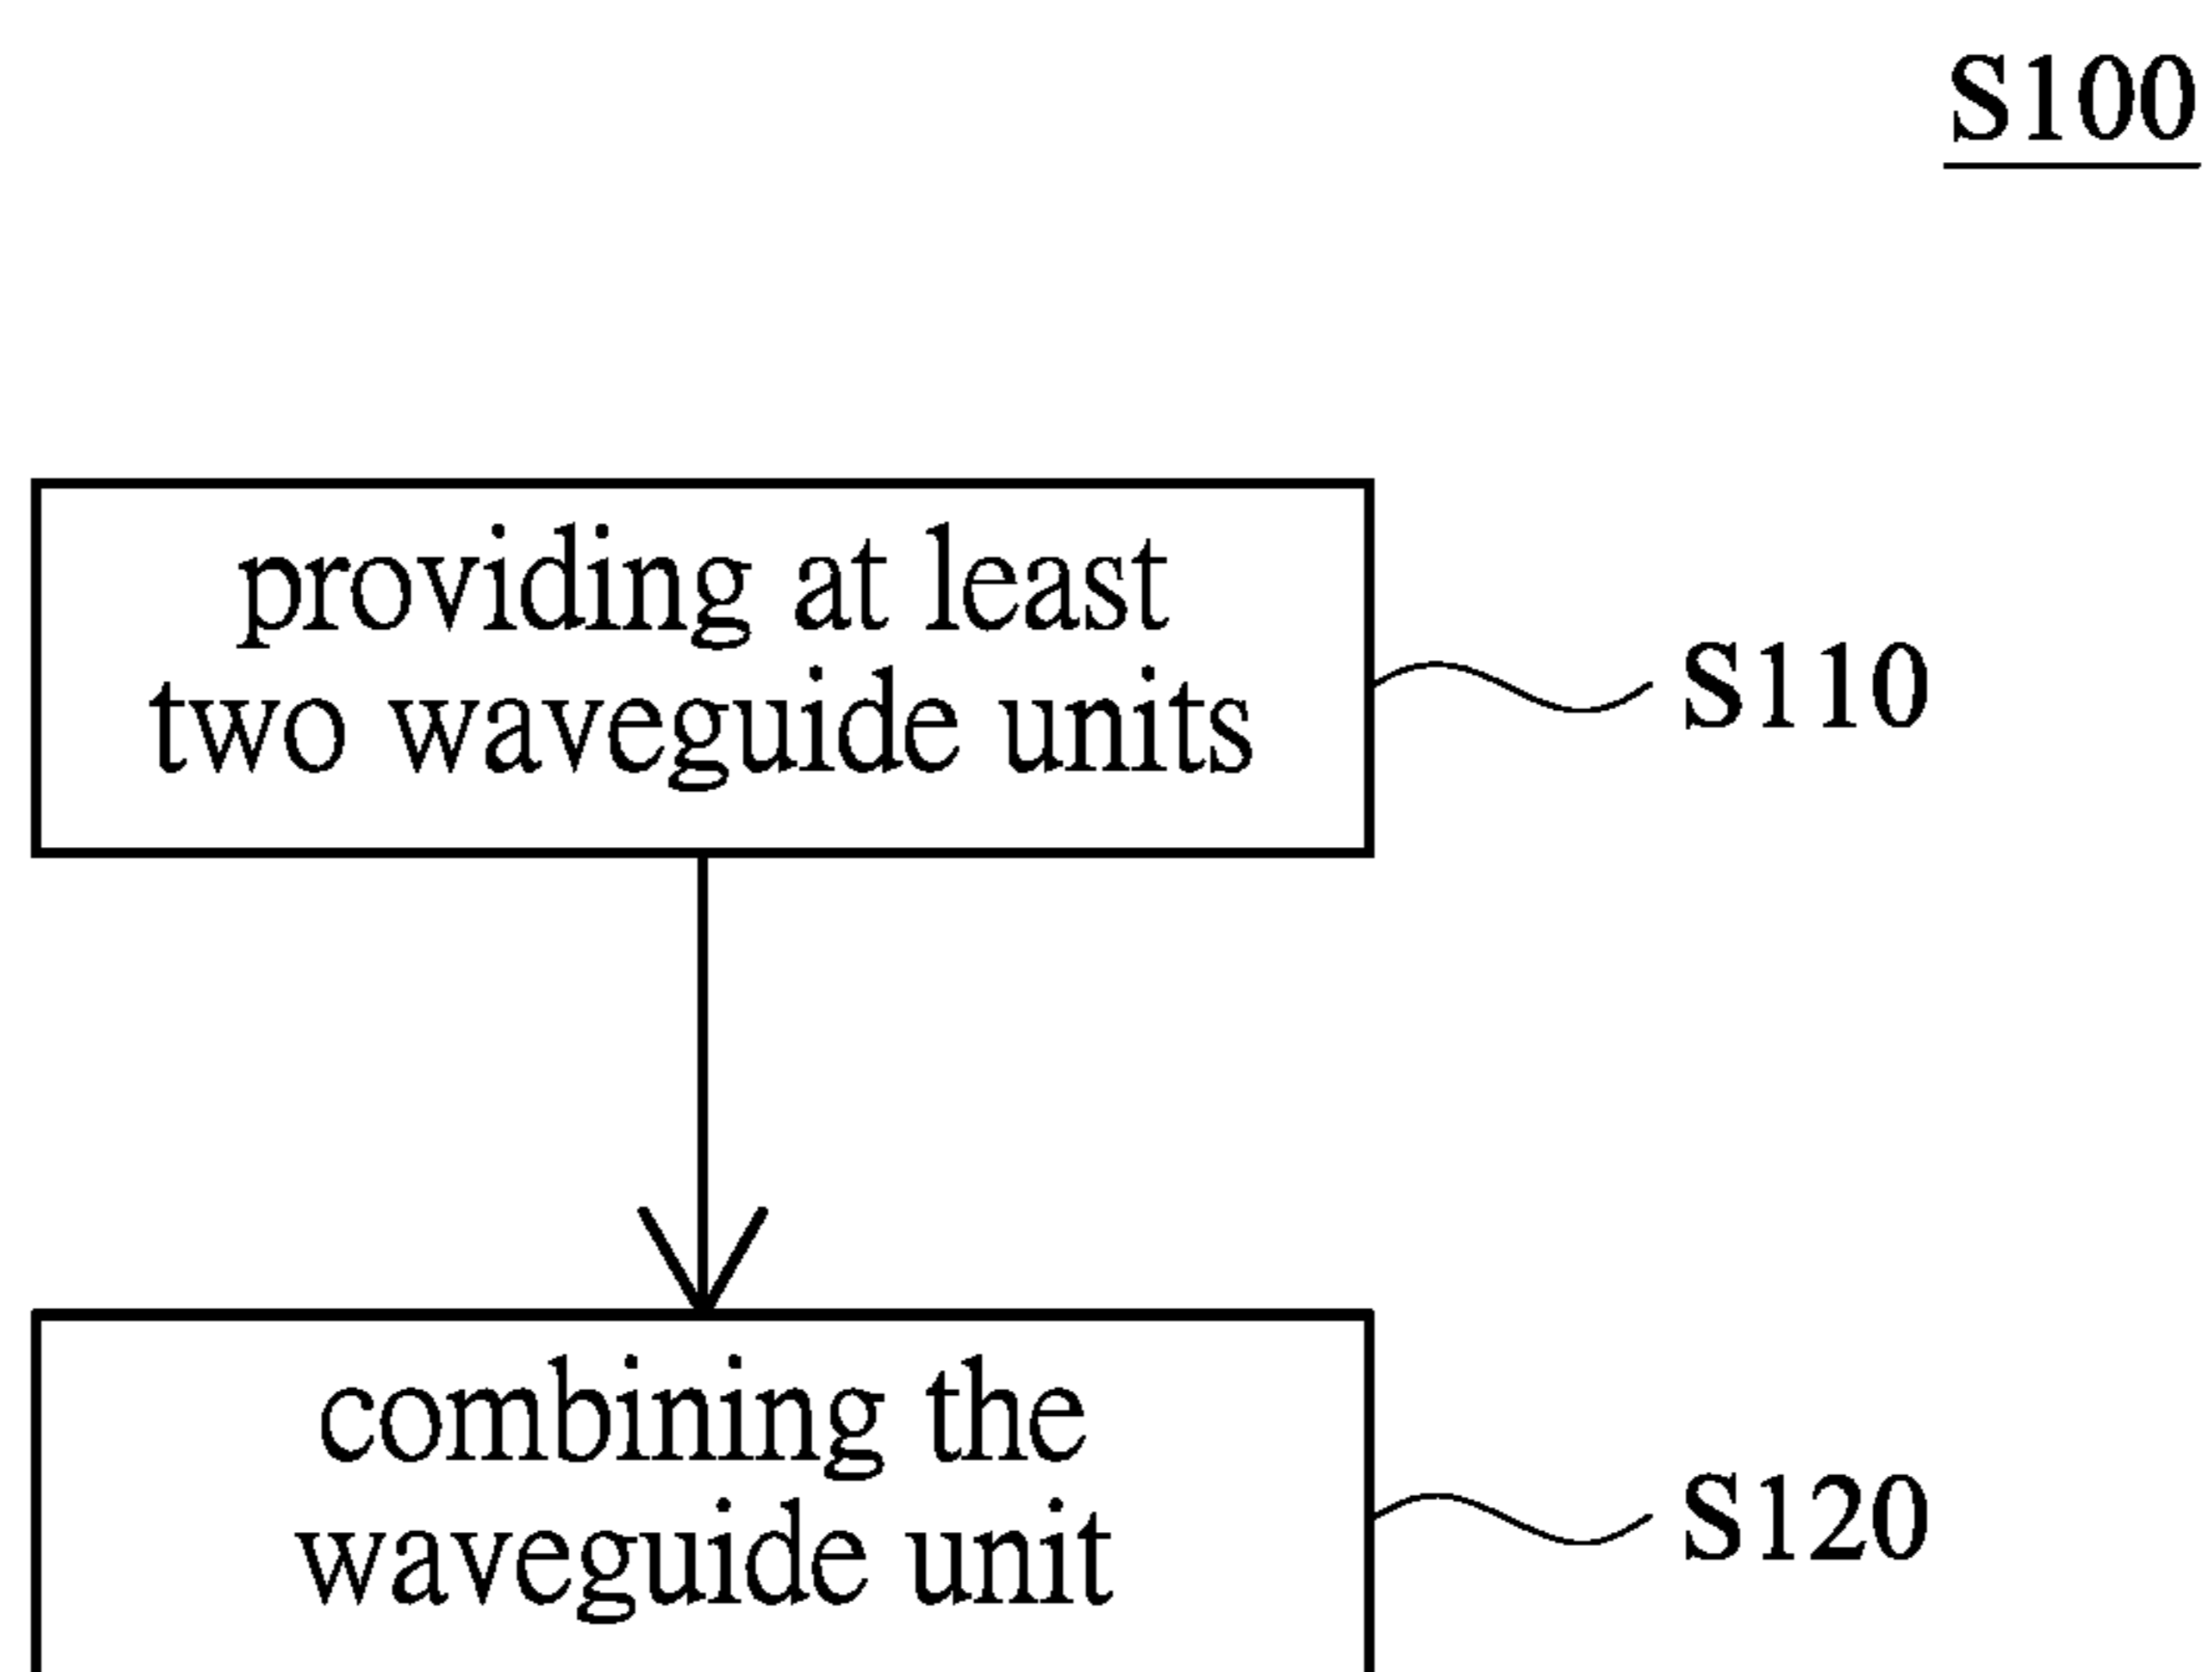 S100
providing at least
two waveguide units
S110
combining the
waveguide unit
S120